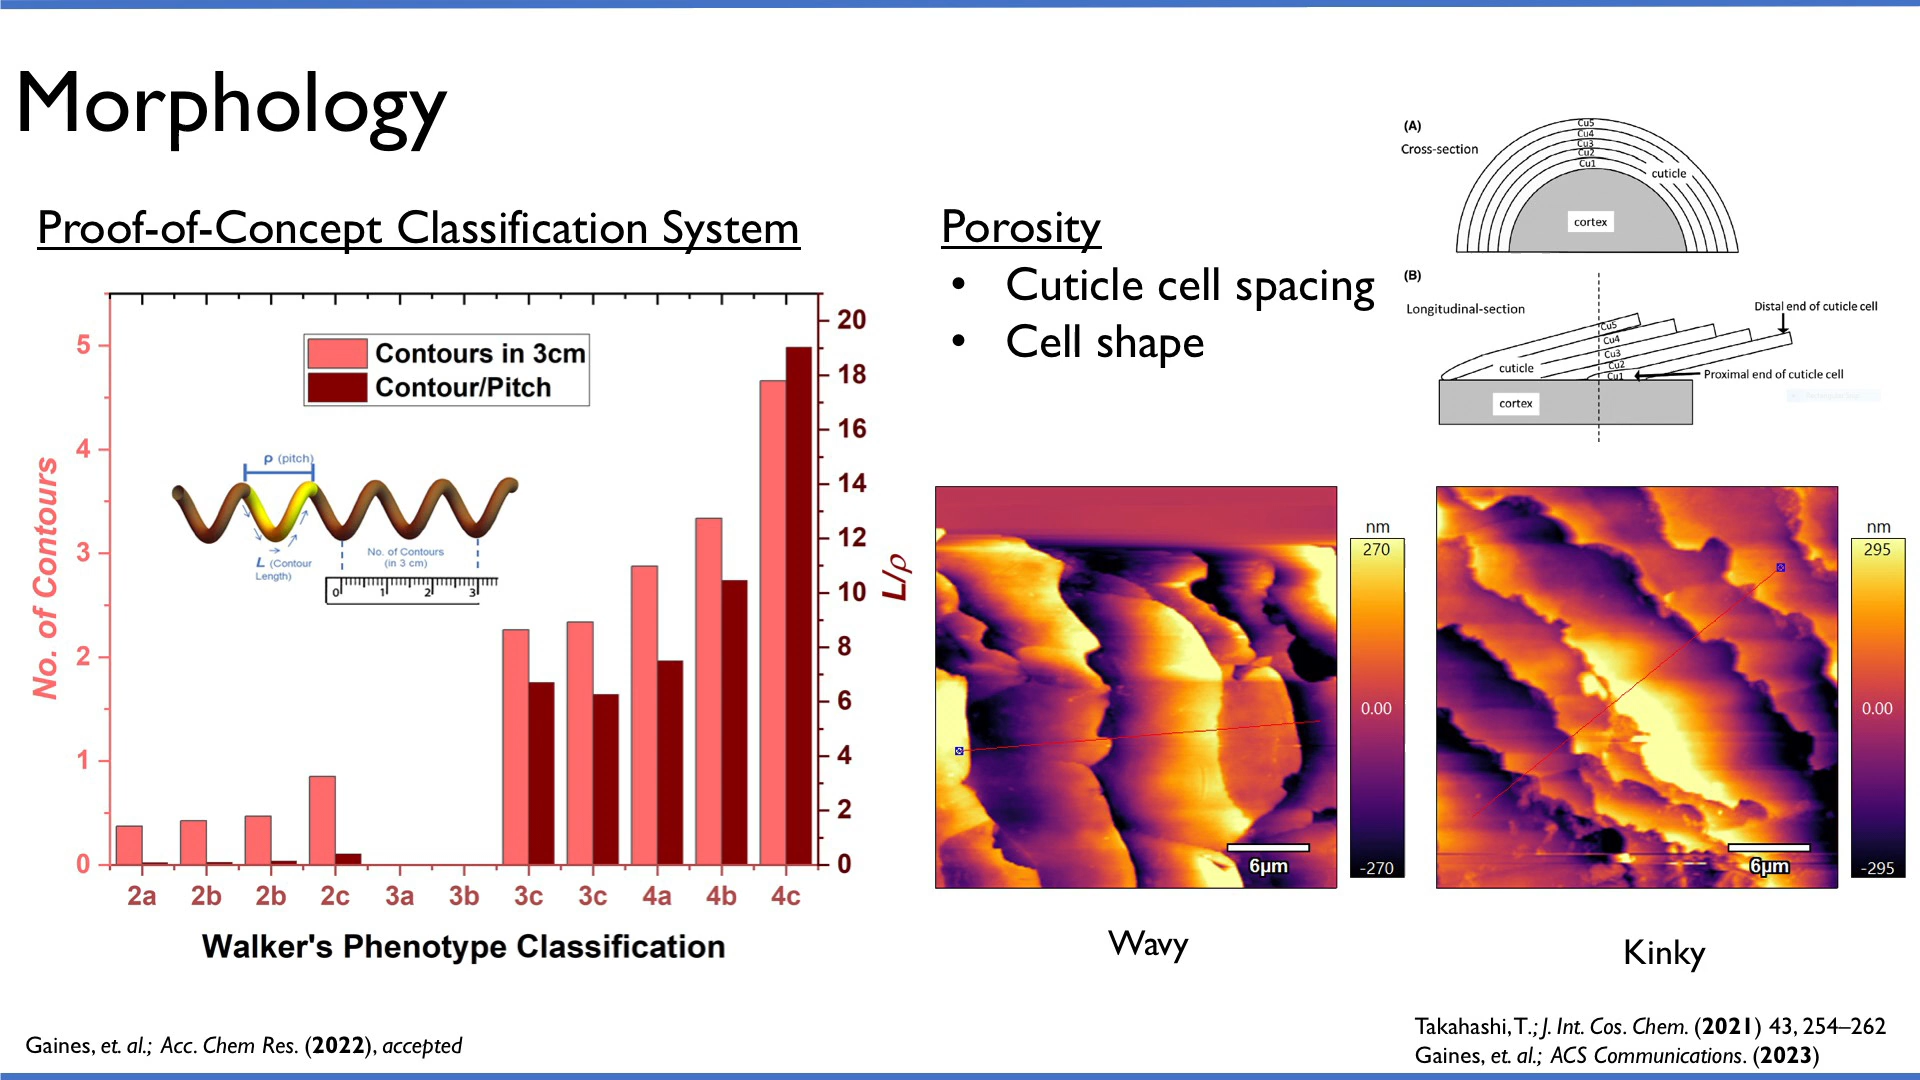 Morphology
Proof-of-Concept Classification System
Contours in 3cm
Contour/Pitch
ρ (pitch)
L (Contour
Length)
No. of Contours
(in 3 cm)
0 1 2 3
No. of Contours
5
4
3
2
1
0
20
18
16
14
12
10
8
6
4
2
0
L/ρ
2a 2b 2b 2c 3a 3b 3c 3c 4a 4b 4c
Walker's Phenotype Classification
Gaines, et. al.; Acc. Chem Res. (2022), accepted
Porosity
• Cuticle cell spacing
• Cell shape
(A)
Cross-section
Cu5
Cu4
Cu3
Cu2
Cu1
cuticle
cortex
(B)
Longitudinal-section
Distal end of cuticle cell
Cu5
Cu4
Cu3
Cu2
Cu1
cuticle
Proximal end of cuticle cell
cortex
6μm
nm
270
0.00
-270
Wavy
6μm
nm
295
0.00
-295
Kinky
Takahashi, T.; J. Int. Cos. Chem. (2021) 43, 254–262
Gaines, et. al.; ACS Communications. (2023)